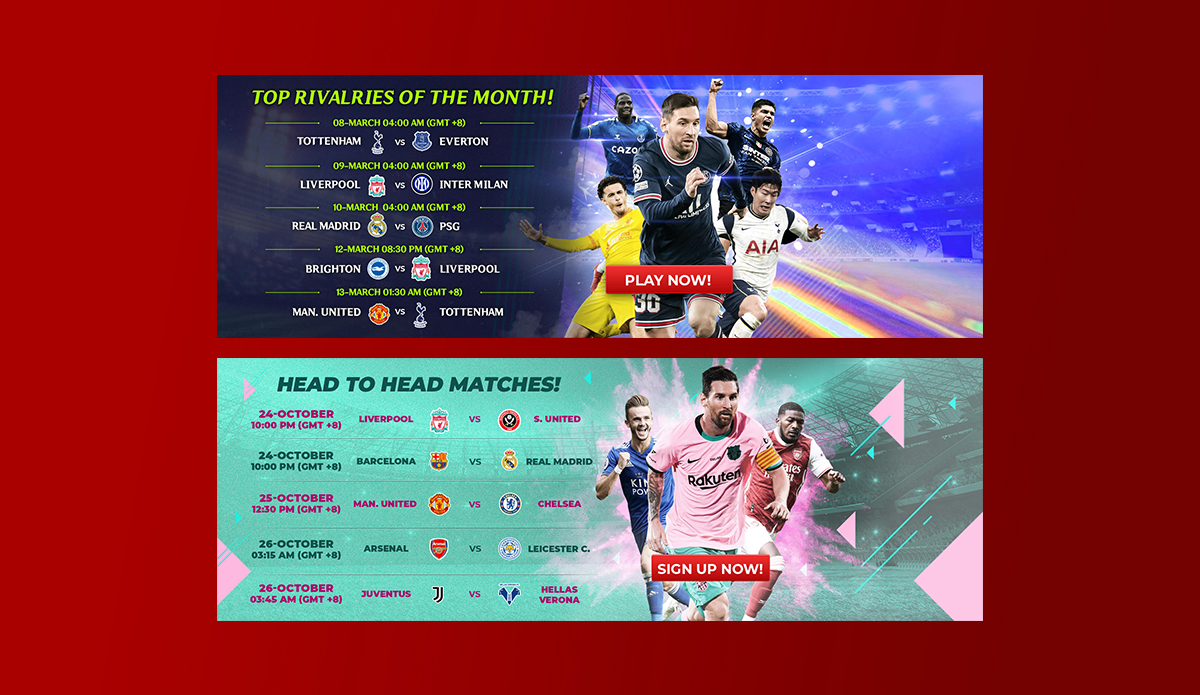 TOP RIVALRIES OF THE MONTH!
08-MARCH 04:00 AM (GMT +8)
TOTTENHAM VS EVERTON
09-MARCH 04:00 AM (GMT +8)
LIVERPOOL VS INTER MILAN
10-MARCH 04:00 AM (GMT +8)
REAL MADRID VS PSG
12-MARCH 08:30 PM (GMT +8)
BRIGHTON VS LIVERPOOL
13-MARCH 01:30 AM (GMT +8)
MAN. UNITED VS TOTTENHAM
CAZOO
AIA
30
PLAY NOW!
HEAD TO HEAD MATCHES!
24-OCTOBER
10:00 PM (GMT +8)
LIVERPOOL VS S. UNITED
24-OCTOBER
10:00 PM (GMT +8)
BARCELONA VS REAL MADRID
25-OCTOBER
12:30 PM (GMT +8)
MAN. UNITED VS CHELSEA
26-OCTOBER
03:15 AM (GMT +8)
ARSENAL VS LEICESTER C.
26-OCTOBER
03:45 AM (GMT +8)
JUVENTUS VS HELLAS
VERONA
KIN
POW
Rakuten
SIGN UP NOW!